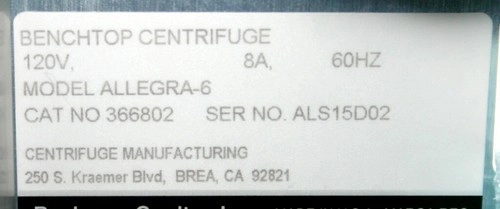 BENCHTOP CENTRIFUGE
120V, 8A, 60HZ
MODEL ALLEGRA-6
CAT NO 366802 SER NO. ALS15D02
CENTRIFUGE MANUFACTURING
250 S. Kraemer Blvd, BREA, CA 92821